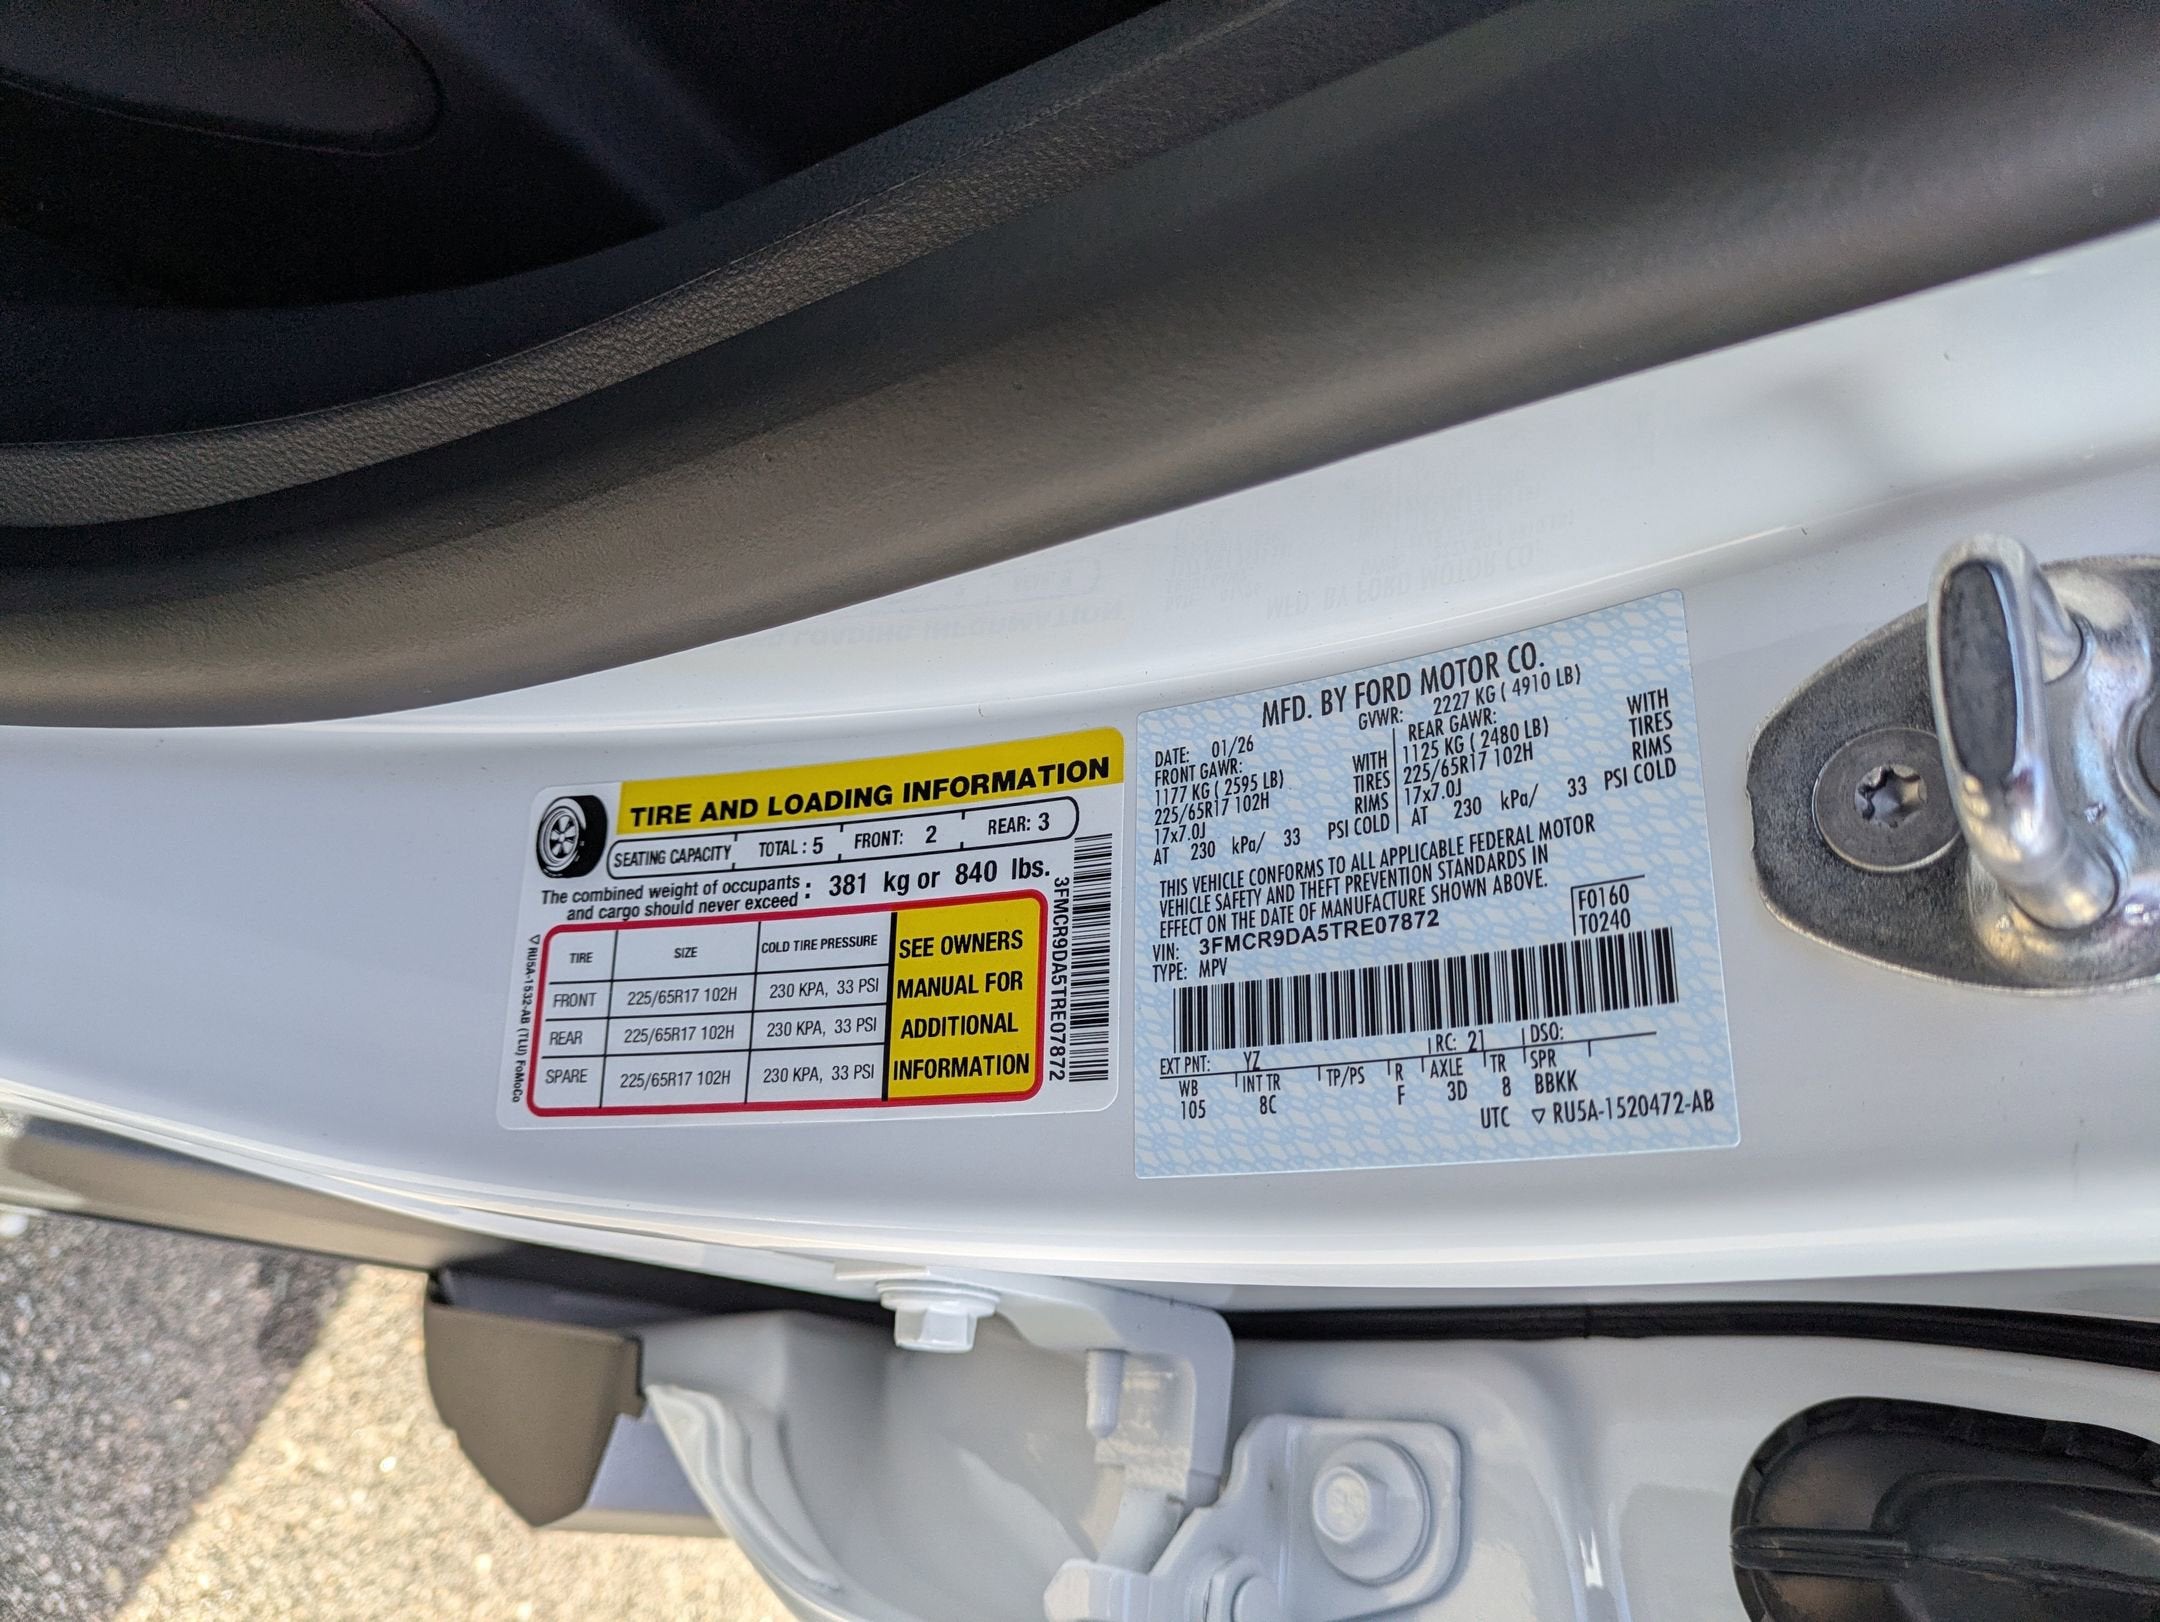 TIRE AND LOADING INFORMATION
SEATING CAPACITY TOTAL : 5 FRONT: 2 REAR: 3
The combined weight of occupants
and cargo should never exceed : 381 kg or 840 lbs.
TIRE SIZE COLD TIRE PRESSURE
FRONT 225/65R17 102H 230 KPA, 33 PSI
REAR 225/65R17 102H 230 KPA, 33 PSI
SPARE 225/65R17 102H 230 KPA, 33 PSI
SEE OWNERS
MANUAL FOR
ADDITIONAL
INFORMATION
3FMCR9DA5TRE07872
RU5A-1532-AB (TLU) FoMoCo
MFD. BY FORD MOTOR CO.
DATE: 01/26 GVWR: 2227 KG ( 4910 LB)
FRONT GAWR: REAR GAWR:
1177 KG ( 2595 LB) WITH 1125 KG ( 2480 LB) WITH
225/65R17 102H TIRES 225/65R17 102H TIRES
17x7.0J RIMS 17x7.0J RIMS
AT 230 kPa/ 33 PSI COLD AT 230 kPa/ 33 PSI COLD
THIS VEHICLE CONFORMS TO ALL APPLICABLE FEDERAL MOTOR
VEHICLE SAFETY AND THEFT PREVENTION STANDARDS IN
EFFECT ON THE DATE OF MANUFACTURE SHOWN ABOVE.
VIN: 3FMCR9DA5TRE07872 F0160
TYPE: MPV T0240
EXT PNT: YZ RC: 21 DSO:
WB INT TR TP/PS R AXLE TR SPR
105 8C F 3D 8 BBKK
UTC RU5A-1520472-AB